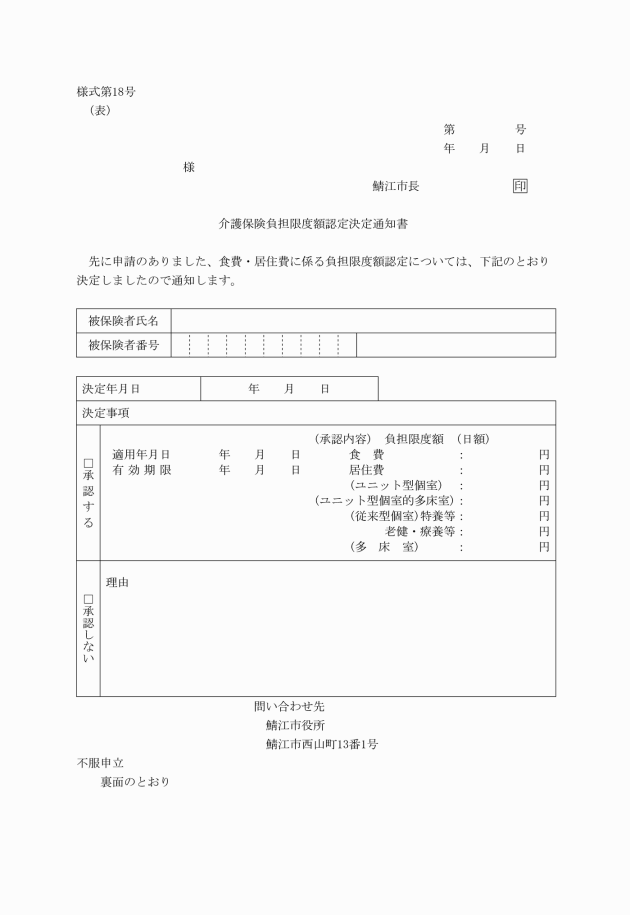 様式第18号
（表）
第　　　　　号
年　　月　　日
様
鯖江市長　　　　　　　　印
介護保険負担限度額認定決定通知書
先に申請のありました、食費・居住費に係る負担限度額認定については、下記のとおり
決定しましたので通知します。
被保険者氏名
被保険者番号
決定年月日　　　年　　月　　日
決定事項
□承認する
（承認内容）　負担限度額　（日額）
適用年月日　　　年　　月　　日　　　食　費　　　：　　　円
有効期限　　　年　　月　　日　　　居住費　　　：　　　円
（ユニット型個室）　：　　　円
（ユニット型個室的多床室）：　　　円
（従来型個室）特養等：　　　円
老健・療養等：　　　円
（多　床　室）　　：　　　円
□承認しない
理由
問い合わせ先
鯖江市役所
鯖江市西山町13番1号
不服申立
裏面のとおり